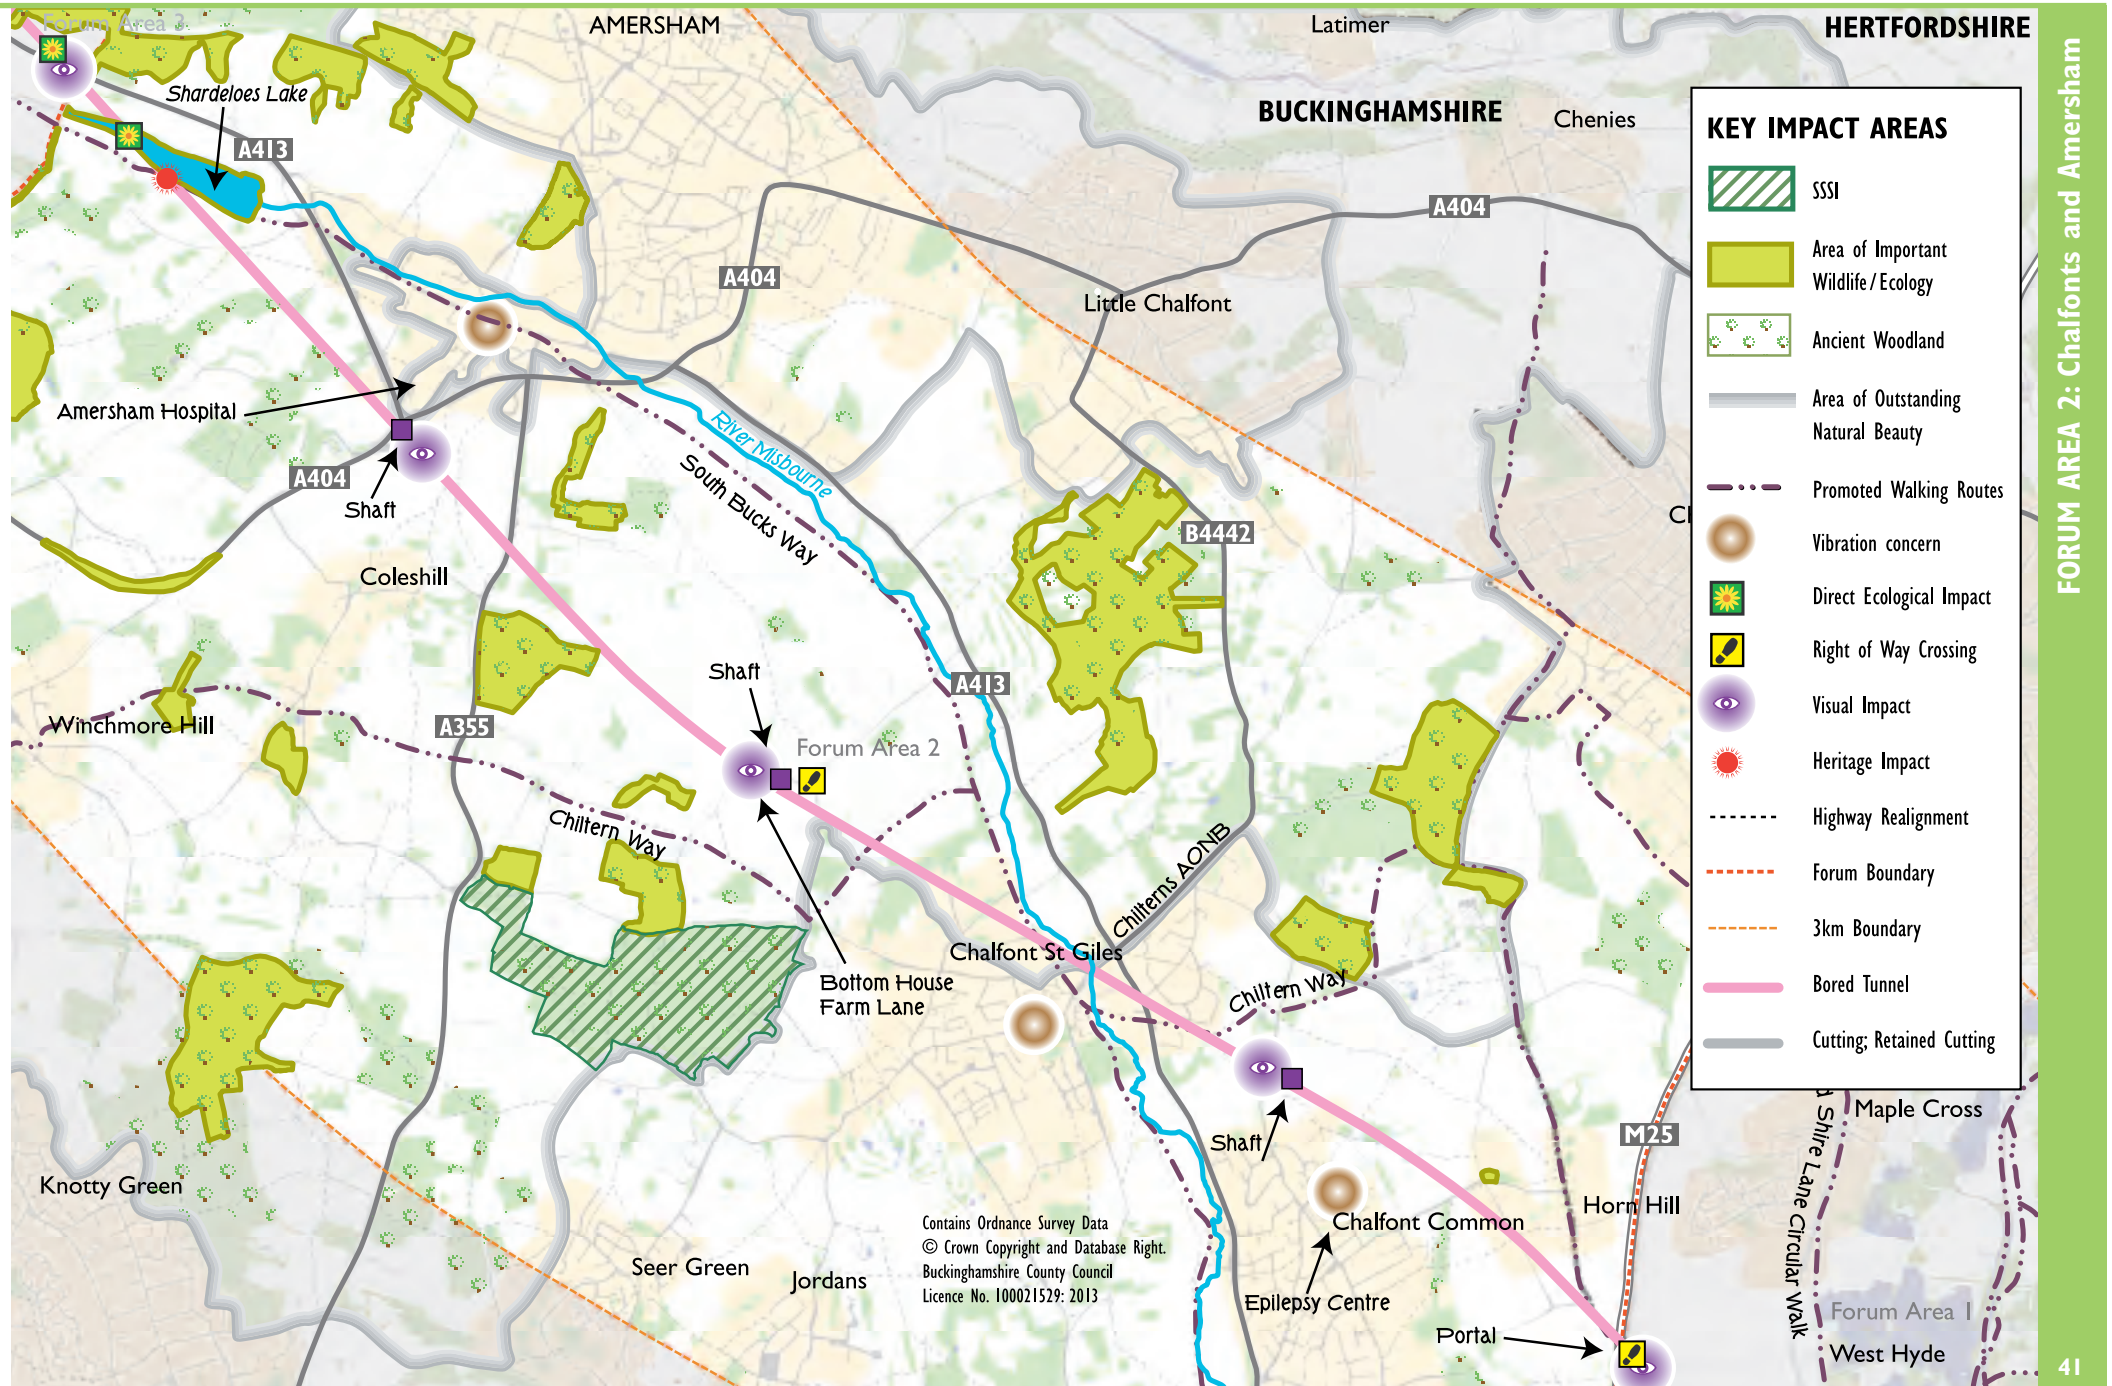 Forum Area 3
AMERSHAM
Latimer
HERTFORDSHIRE
Shardeloes Lake
A413
BUCKINGHAMSHIRE
Chenies
A404
A404
Little Chalfont
Amersham Hospital
A404
Shaft
River Misbourne
South Bucks Way
B4442
Coleshill
Shaft
A413
Winchmore Hill
A355
Forum Area 2
Chiltern Way
Chilterns AONB
Chalfont St Giles
Bottom House
Farm Lane
Chiltern Way
Shaft
M25
Maple Cross
Knotty Green
Chalfont Common
Horn Hill
Shire Lane Circular Walk
Seer Green
Jordans
Epilepsy Centre
Portal
Forum Area 1
West Hyde
Contains Ordnance Survey Data
© Crown Copyright and Database Right.
Buckinghamshire County Council
Licence No. 100021529: 2013
KEY IMPACT AREAS
SSSI
Area of Important
Wildlife/Ecology
Ancient Woodland
Area of Outstanding
Natural Beauty
Promoted Walking Routes
Vibration concern
Direct Ecological Impact
Right of Way Crossing
Visual Impact
Heritage Impact
Highway Realignment
Forum Boundary
3km Boundary
Bored Tunnel
Cutting; Retained Cutting
FORUM AREA 2: Chalfonts and Amersham
41